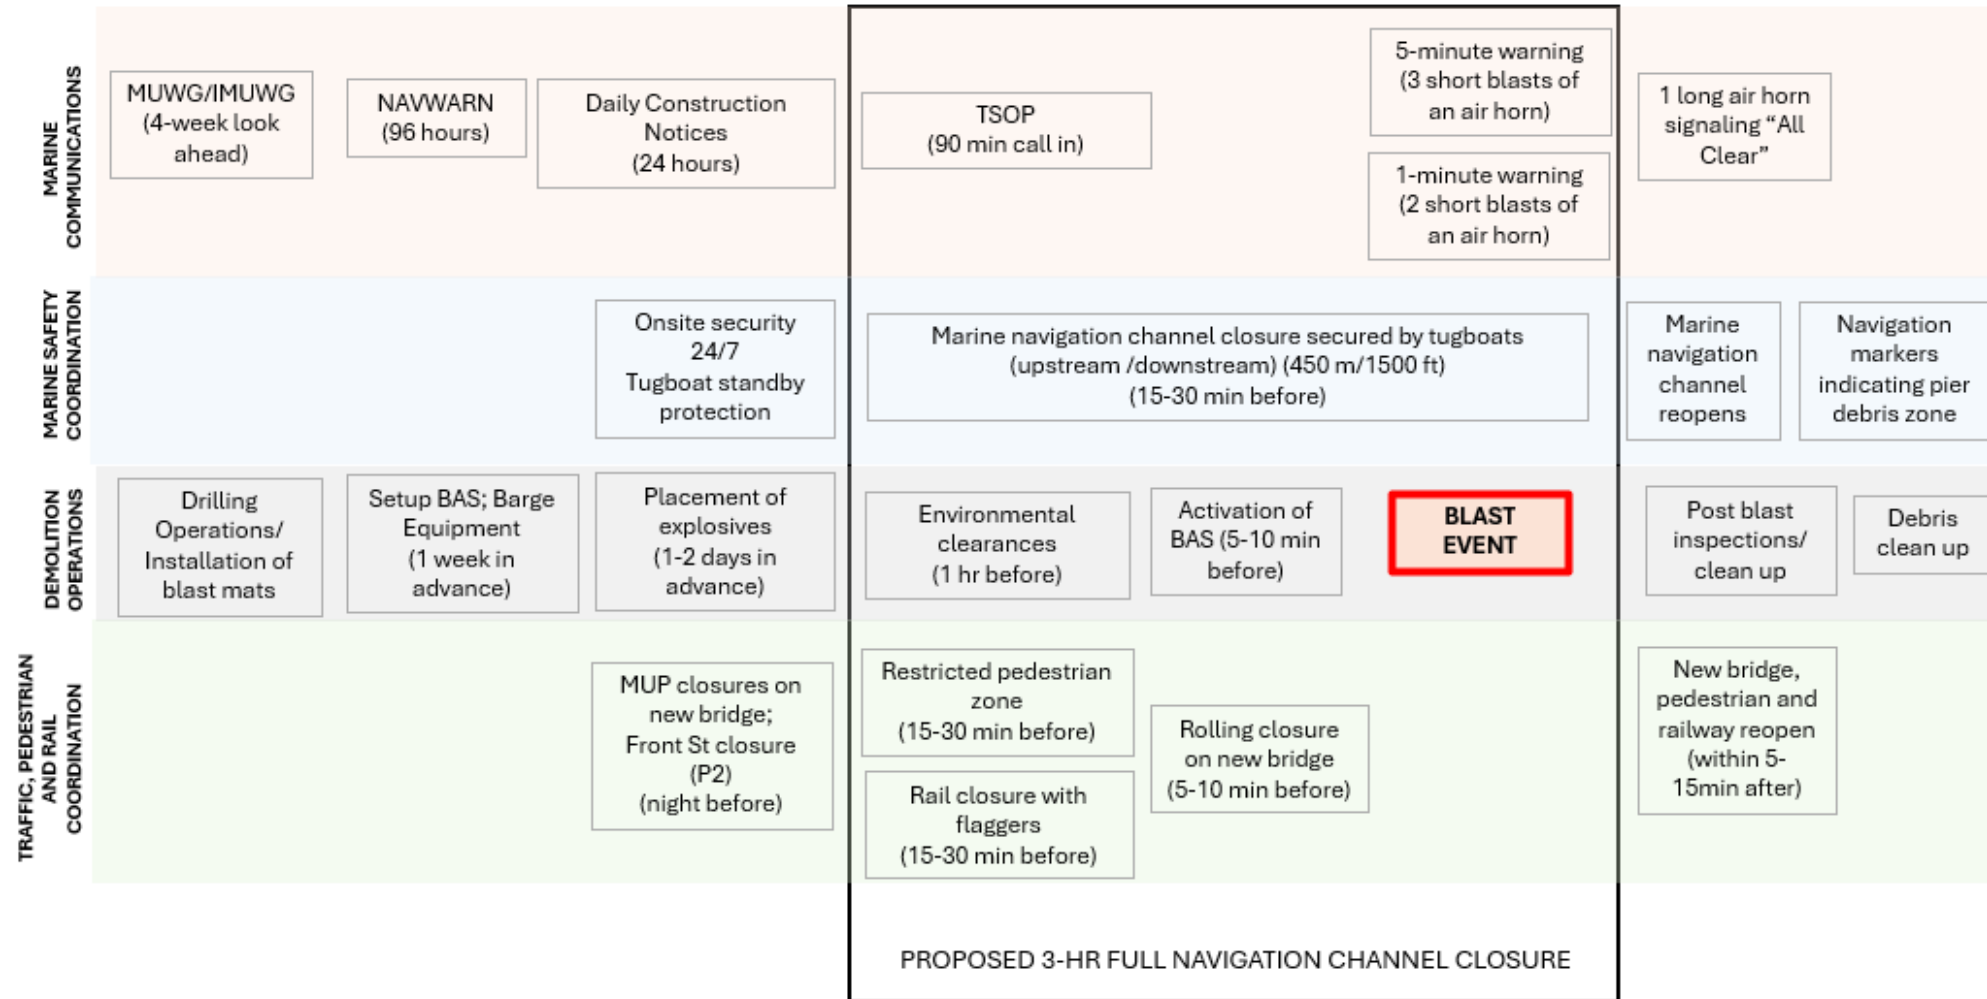 MARINE
COMMUNICATIONS
MUWG/IMUWG
(4-week look
ahead)
NAVWARN
(96 hours)
Daily Construction
Notices
(24 hours)
TSOP
(90 min call in)
5-minute warning
(3 short blasts of
an air horn)
1-minute warning
(2 short blasts of
an air horn)
1 long air horn
signaling “All
Clear”
MARINE SAFETY
COORDINATION
Onsite security
24/7
Tugboat standby
protection
Marine navigation channel closure secured by tugboats
(upstream /downstream) (450 m/1500 ft)
(15-30 min before)
Marine
navigation
channel
reopens
Navigation
markers
indicating pier
debris zone
DEMOLITION
OPERATIONS
Drilling
Operations/
Installation of
blast mats
Setup BAS; Barge
Equipment
(1 week in
advance)
Placement of
explosives
(1-2 days in
advance)
Environmental
clearances
(1 hr before)
Activation of
BAS (5-10 min
before)
BLAST
EVENT
Post blast
inspections/
clean up
Debris
clean up
TRAFFIC, PEDESTRIAN
AND RAIL
COORDINATION
MUP closures on
new bridge;
Front St closure
(P2)
(night before)
Restricted pedestrian
zone
(15-30 min before)
Rail closure with
flaggers
(15-30 min before)
Rolling closure
on new bridge
(5-10 min before)
New bridge,
pedestrian and
railway reopen
(within 5-
15min after)
PROPOSED 3-HR FULL NAVIGATION CHANNEL CLOSURE